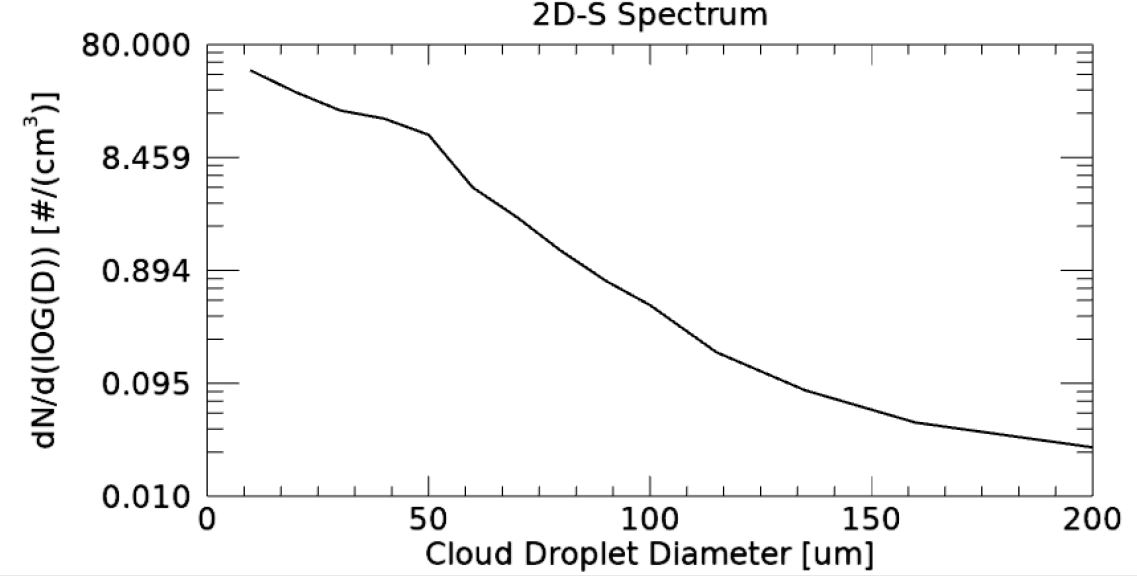 2D-S Spectrum
80.000
8.459
0.894
0.095
0.010
dN/d(lOG(D)) [#/(cm³)]
0 50 100 150 200
Cloud Droplet Diameter [um]